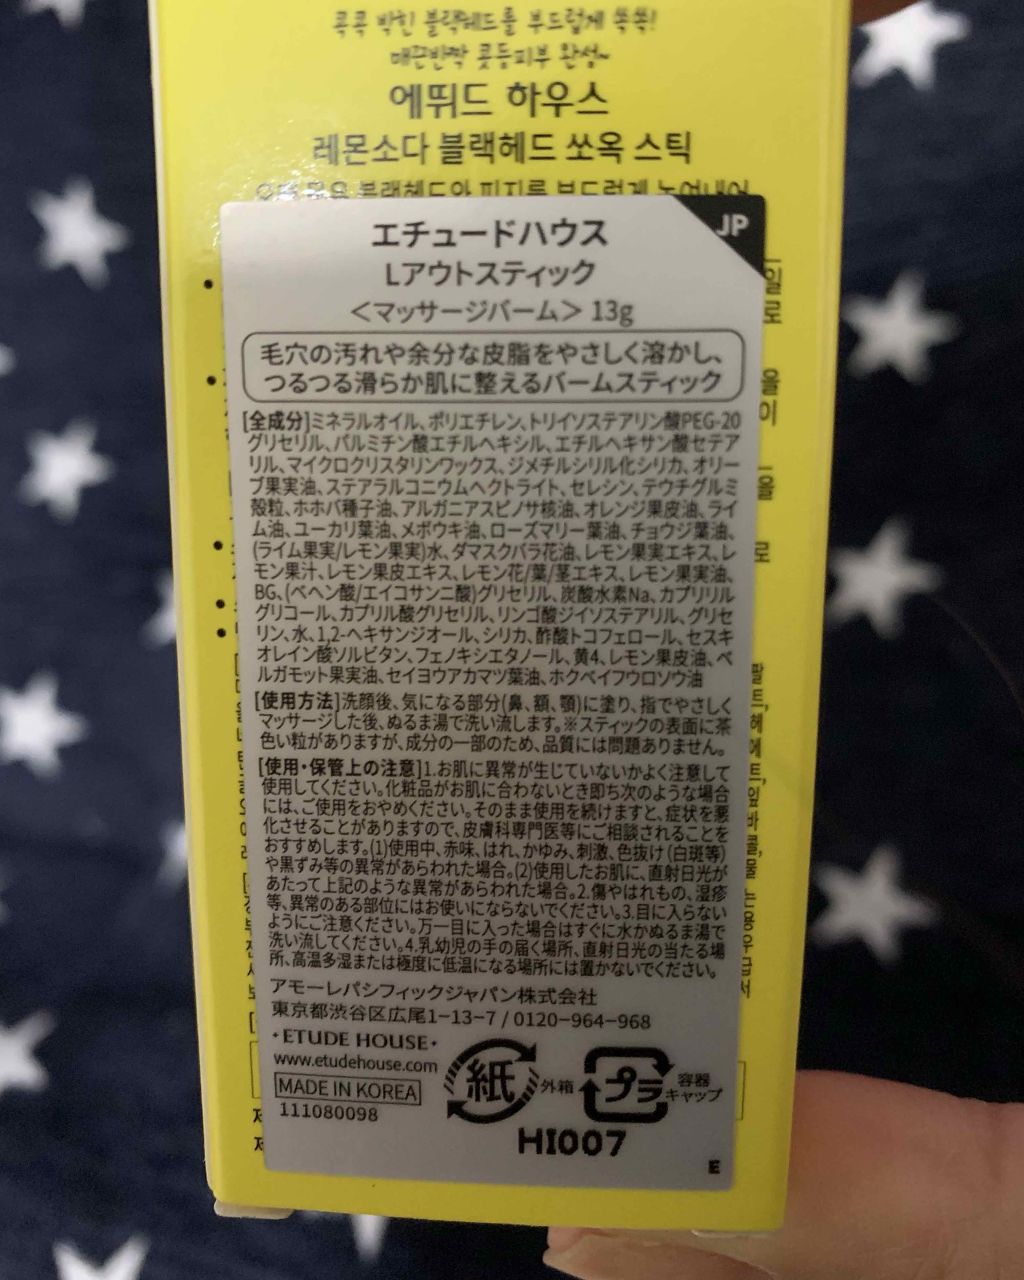 콕콕 박힌 블랙헤드를 부드럽게 쏙쏙!
매끈반짝 콧등피부 완성~
에뛰드 하우스
레몬소다 블랙헤드 쏘옥 스틱
블랙헤드와 피지를 부드럽게 녹여내어
JP
エチュードハウス
Lアウトスティック
＜マッサージバーム＞ 13g
毛穴の汚れや余分な皮脂をやさしく溶かし、
つるつる滑らか肌に整えるバームスティック
[全成分]ミネラルオイル、ポリエチレン、トリイソステアリン酸PEG-20
グリセリル、パルミチン酸エチルヘキシル、エチルヘキサン酸セテア
リル、マイクロクリスタリンワックス、ジメチルシリル化シリカ、オリー
ブ果実油、ステアラルコニウムヘクトライト、セレシン、テウチグルミ
殻粒、ホホバ種子油、アルガニアスピノサ核油、オレンジ果皮油、ライ
ム油、ユーカリ葉油、メボウキ油、ローズマリー葉油、チョウジ葉油、
(ライム果実/レモン果実)水、ダマスクバラ花油、レモン果実エキス、レ
モン果汁、レモン果皮エキス、レモン花/葉/茎エキス、レモン果実油、
BG、(ベヘン酸/エイコサン二酸)グリセリル、炭酸水素Na、カプリリル
グリコール、カプリル酸グリセリル、リンゴ酸ジイソステアリル、グリセ
リン、水、1,2-ヘキサンジオール、シリカ、酢酸トコフェロール、セスキ
オレイン酸ソルビタン、フェノキシエタノール、黄4、レモン果皮油、ベ
ルガモット果実油、セイヨウアカマツ葉油、ホクベイフウロソウ油
[使用方法]洗顔後、気になる部分(鼻、額、顎)に塗り、指でやさしく
マッサージした後、ぬるま湯で洗い流します。※スティックの表面に茶
色い粒がありますが、成分の一部のため、品質には問題ありません。
[使用・保管上の注意]1.お肌に異常が生じていないかよく注意して
使用してください。化粧品がお肌に合わないとき即ち次のような場合
には、ご使用をおやめください。そのまま使用を続けますと、症状を悪
化させることがありますので、皮膚科専門医等にご相談されることを
おすすめします。(1)使用中、赤味、はれ、かゆみ、刺激、色抜け(白斑等)
や黒ずみ等の異常があらわれた場合。(2)使用したお肌に、直射日光が
あたって上記のような異常があらわれた場合。2.傷やはれもの、湿疹
等、異常のある部位にはお使いにならないでください。3.目に入らない
ようにご注意ください。万一目に入った場合はすぐに水かぬるま湯で
洗い流してください。4.乳幼児の手の届く場所、直射日光の当たる場
所、高温多湿または極度に低温になる場所には置かないでください。
アモーレパシフィックジャパン株式会社
東京都渋谷区広尾1-13-7 / 0120-964-968
・ETUDE HOUSE・
www.etudehouse.com
MADE IN KOREA
111080098
紙 外箱
プラ 容器
キャップ
HI007
E